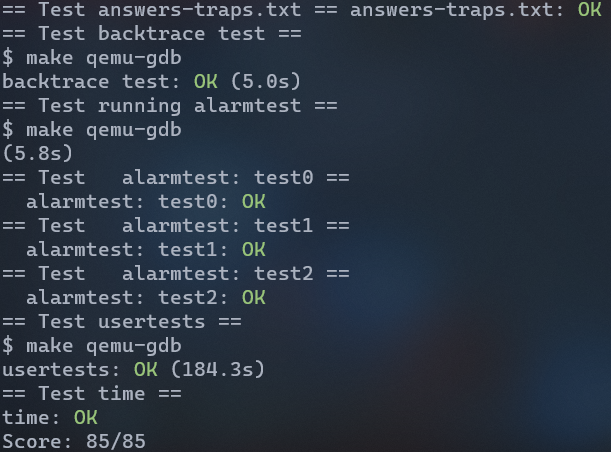 == Test answers-traps.txt == answers-traps.txt: OK
== Test backtrace test ==
$ make qemu-gdb
backtrace test: OK (5.0s)
== Test running alarmtest ==
$ make qemu-gdb
(5.8s)
== Test   alarmtest: test0 ==
  alarmtest: test0: OK
== Test   alarmtest: test1 ==
  alarmtest: test1: OK
== Test   alarmtest: test2 ==
  alarmtest: test2: OK
== Test usertests ==
$ make qemu-gdb
usertests: OK (184.3s)
== Test time ==
time: OK
Score: 85/85